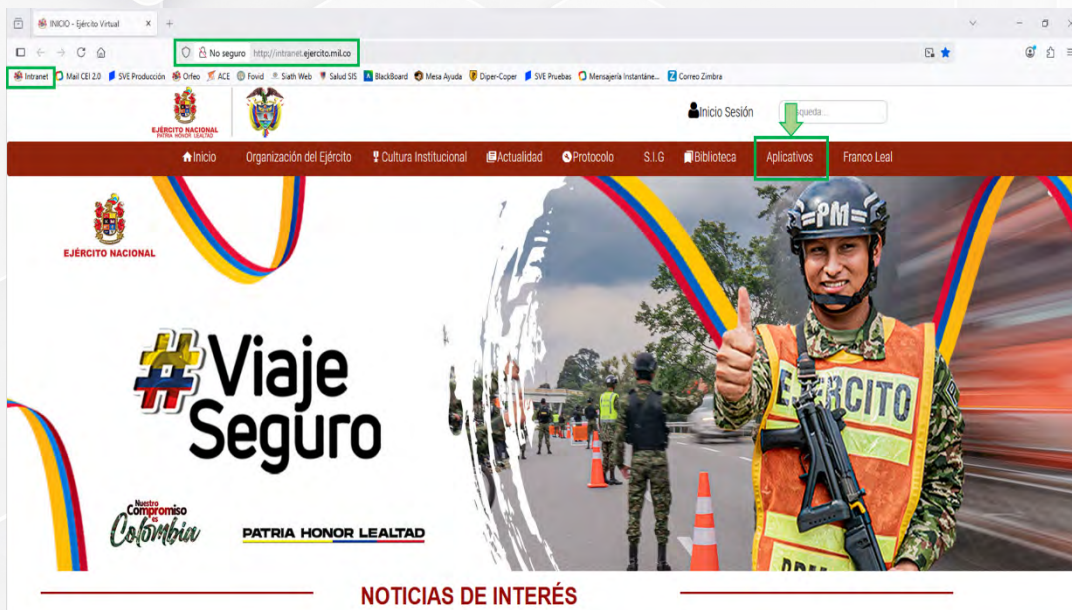 INICIO - Ejército Virtual
No seguro http://intranet.ejercito.mil.co
Intranet Mail CEI 2.0 SVE Producción Orfeo ACE Fovid Siath Web Salud SIS BlackBoard Mesa Ayuda Diper-Coper SVE Pruebas Mensajería Instantáne... Correo Zimbra
EJÉRCITO NACIONAL
PATRIA HONOR LEALTAD
Inicio Sesión
squeda...
Inicio Organización del Ejército Cultura Institucional Actualidad Protocolo S.I.G Biblioteca Aplicativos Franco Leal
EJÉRCITO NACIONAL
PM
EJERCITO
#Viaje
Seguro
Nuestro
Compromiso
es
Colombia
PATRIA HONOR LEALTAD
NOTICIAS DE INTERÉS